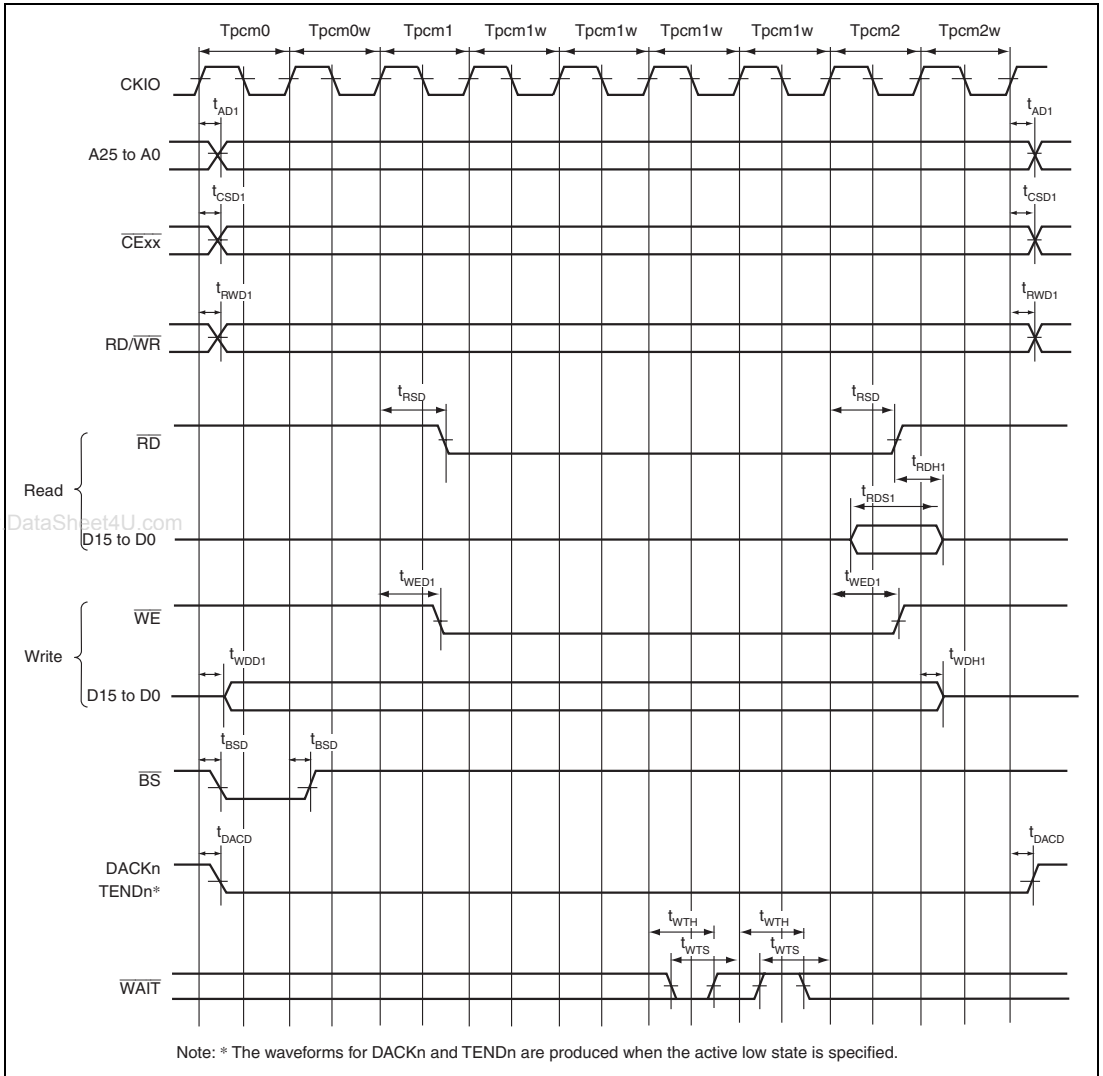 Tpcm0 Tpcm0w Tpcm1 Tpcm1w Tpcm1w Tpcm1w Tpcm1w Tpcm2 Tpcm2w
CKIO
tAD1 tAD1
A25 to A0
tCSD1 tCSD1
CExx
tRWD1 tRWD1
RD/WR
tRSD tRSD
RD
tRDH1
Read
tRDS1
DataSheet4U.com
D15 to D0
tWED1 tWED1
WE
Write
tWDD1 tWDH1
D15 to D0
tBSD tBSD
BS
tDACD tDACD
DACKn
TENDn*
tWTH tWTH
tWTS tWTS
WAIT
Note: * The waveforms for DACKn and TENDn are produced when the active low state is specified.